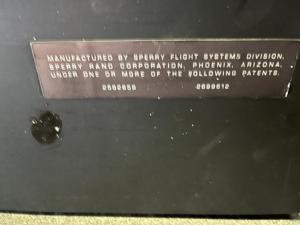 MANUFACTURED BY SPERRY FLIGHT SYSTEMS DIVISION,
SPERRY RAND CORPORATION, PHOENIX, ARIZONA.
UNDER ONE OR MORE OF THE FOLLOWING PATENTS.
2699612